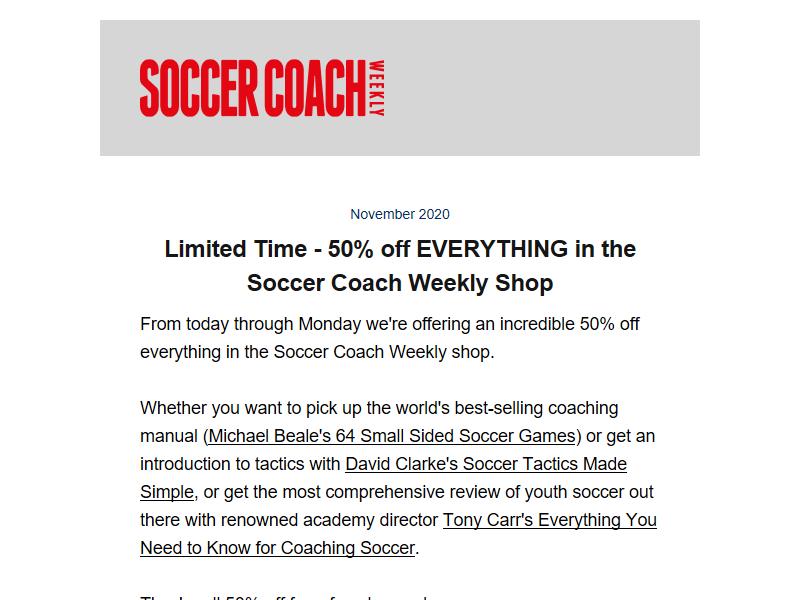 SOCCER COACH WEEKLY
November 2020
Limited Time - 50% off EVERYTHING in the
Soccer Coach Weekly Shop
From today through Monday we're offering an incredible 50% off
everything in the Soccer Coach Weekly shop.
Whether you want to pick up the world's best-selling coaching
manual (Michael Beale's 64 Small Sided Soccer Games) or get an
introduction to tactics with David Clarke's Soccer Tactics Made
Simple, or get the most comprehensive review of youth soccer out
there with renowned academy director Tony Carr's Everything You
Need to Know for Coaching Soccer.